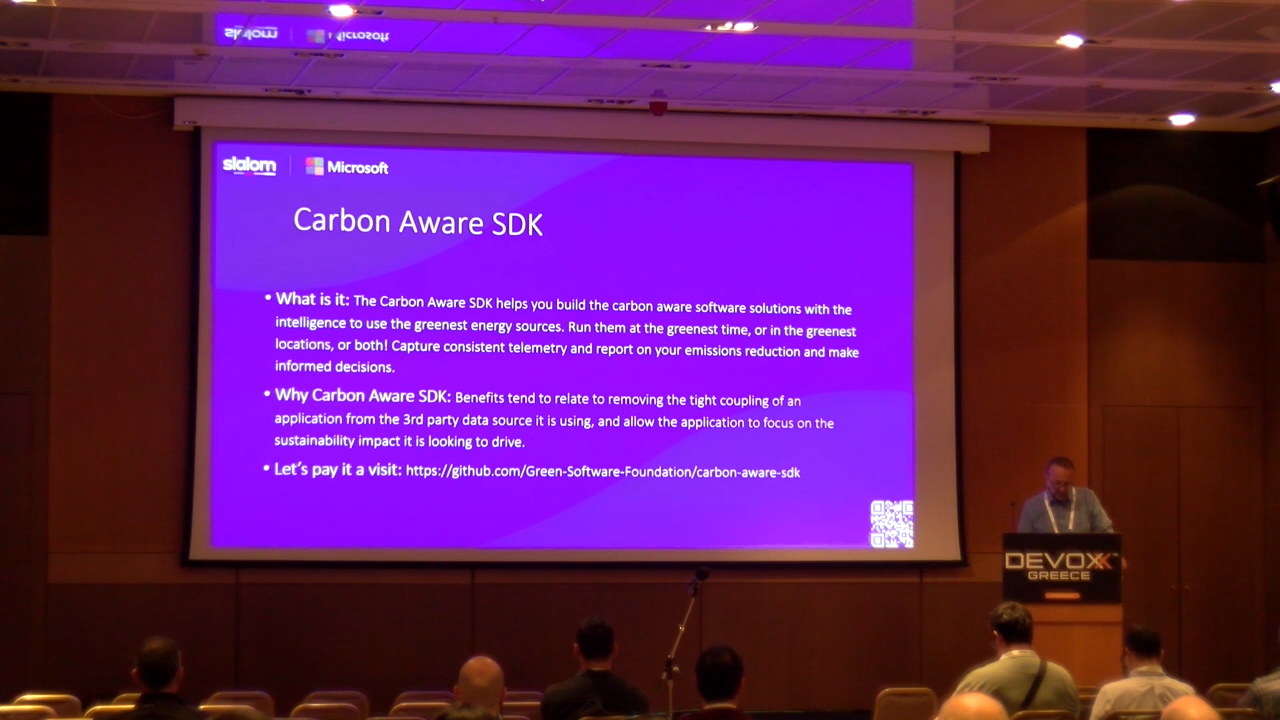 slalom | Microsoft
Carbon Aware SDK
• What is it: The Carbon Aware SDK helps you build the carbon aware software solutions with the
intelligence to use the greenest energy sources. Run them at the greenest time, or in the greenest
locations, or both! Capture consistent telemetry and report on your emissions reduction and make
informed decisions.
• Why Carbon Aware SDK: Benefits tend to relate to removing the tight coupling of an
application from the 3rd party data source it is using, and allow the application to focus on the
sustainability impact it is looking to drive.
• Let's pay it a visit: https://github.com/Green-Software-Foundation/carbon-aware-sdk
DEVOXX™
GREECE